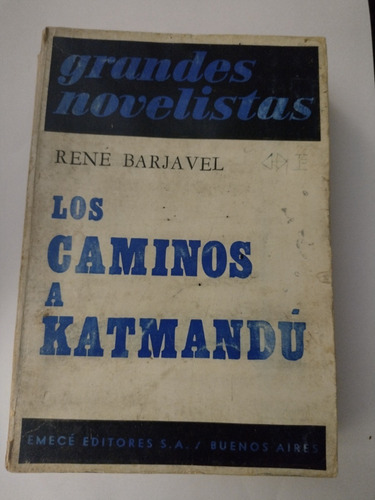 grandes
novelistas
RENE BARJAVEL
LOS
CAMINOS
A
KATMANDÚ
EMECÉ EDITORES S.A. / BUENOS AIRES